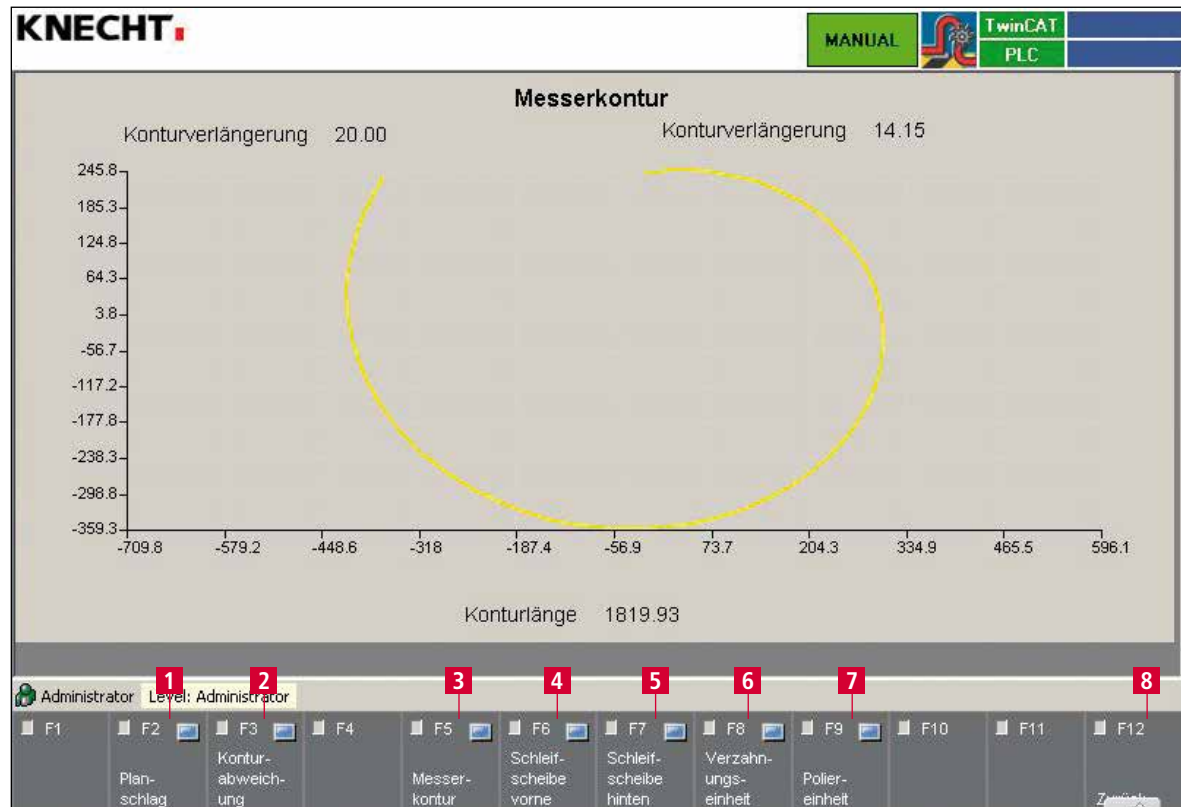 KNECHT
MANUAL
TwinCAT
PLC
Messerkontur
Konturverlängerung 20.00
Konturverlängerung 14.15
245.8
185.3
124.8
64.3
3.8
-56.7
-117.2
-177.8
-238.3
-298.8
-359.3
-709.8 -579.2 -448.6 -318 -187.4 -56.9 73.7 204.3 334.9 465.5 596.1
Konturlänge 1819.93
1 2 3 4 5 6 7 8
Administrator Level: Administrator
F1
F2
Plan-
schlag
F3
Kontur-
abweich-
ung
F4
F5
Messer-
kontur
F6
Schleif-
scheibe
vorne
F7
Schleif-
scheibe
hinten
F8
Verzahn-
ungs-
einheit
F9
Polier-
einheit
F10
F11
F12